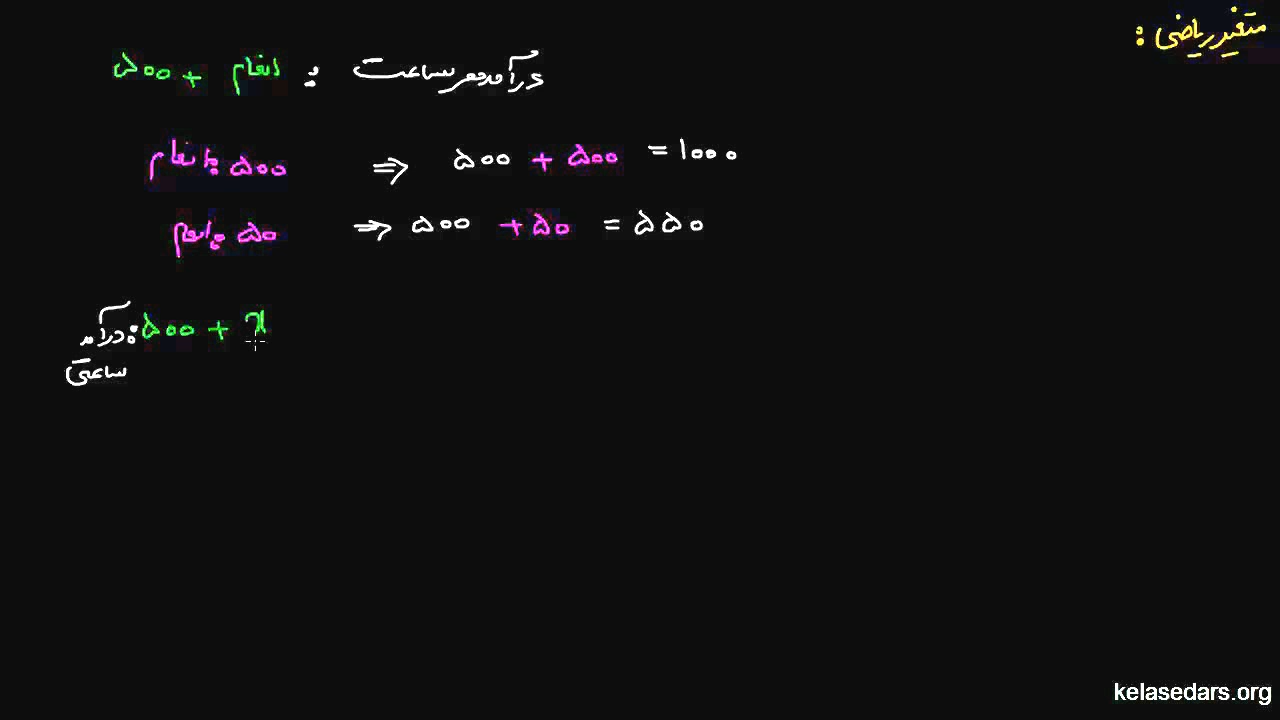 متغیر ریاضی :
درآمد هر ساعت : انعام + ۵۰۰
۵۰۰ انعام ⇒ ۵۰۰ + ۵۰۰ = ۱۰۰۰
۵۰ انعام ⇒ ۵۰۰ + ۵۰ = ۵۵۰
درآمد : ۵۰۰ + x
ساعتی
kelasedars.org